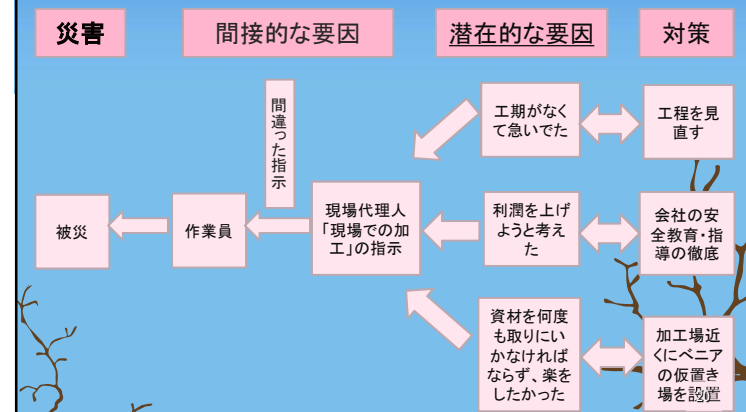 災害
間接的な要因
潜在的な要因
対策
間違った指示
工期がなく
て急いでた
工程を見
直す
被災
作業員
現場代理人
「現場での加
工」の指示
利潤を上げ
ようと考え
た
会社の安
全教育・指
導の徹底
資材を何度
も取りにい
かなければ
ならず、楽を
したかった
加工場近
くにベニア
の仮置き
場を設置